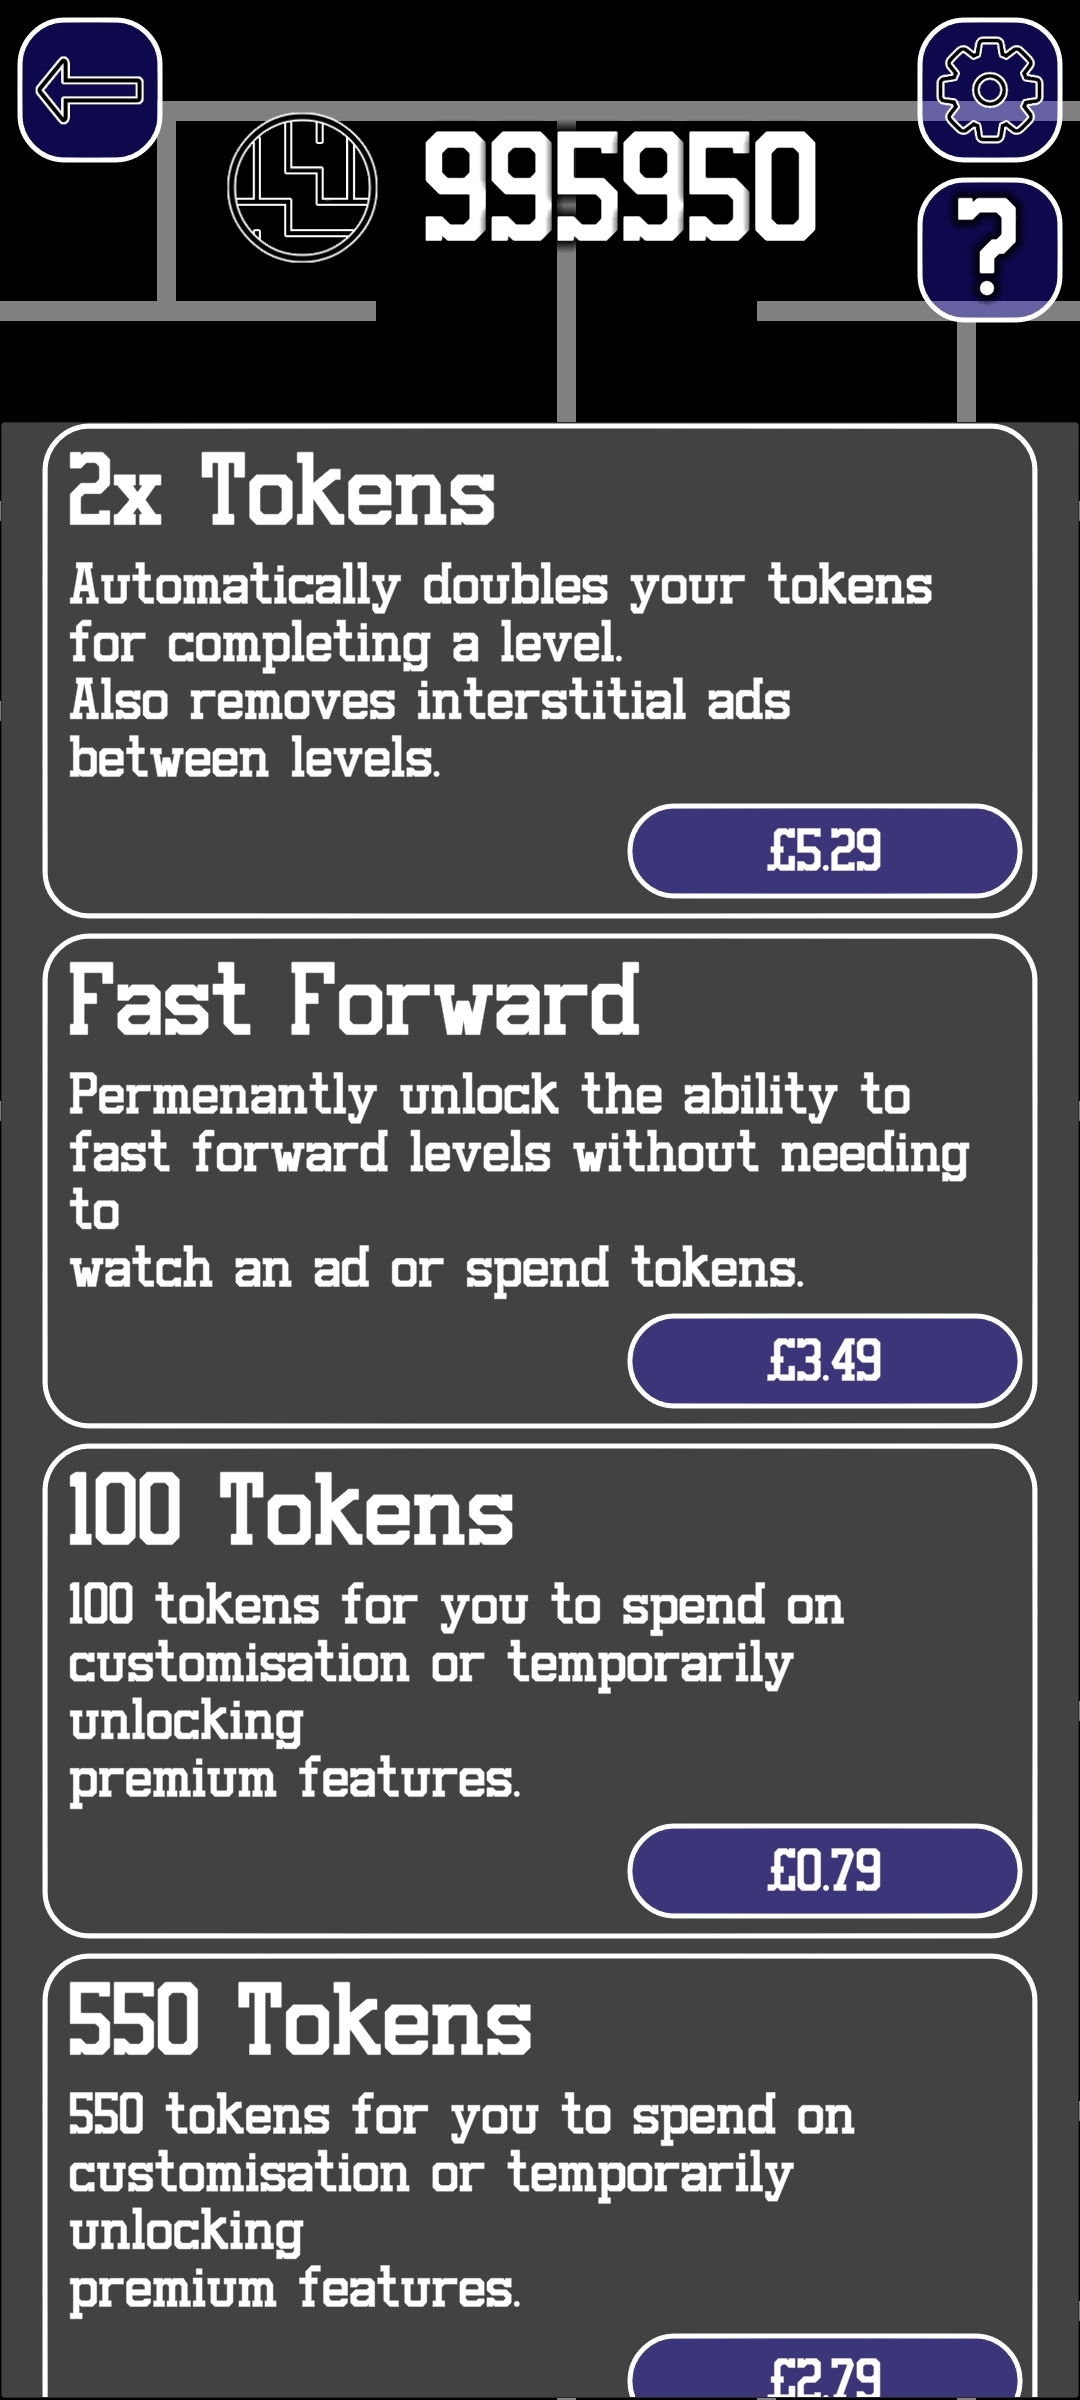 995950
?
2x Tokens
Automatically doubles your tokens
for completing a level.
Also removes interstitial ads
between levels.
£5.29
Fast Forward
Permenantly unlock the ability to
fast forward levels without needing
to
watch an ad or spend tokens.
£3.49
100 Tokens
100 tokens for you to spend on
customisation or temporarily
unlocking
premium features.
£0.79
550 Tokens
550 tokens for you to spend on
customisation or temporarily
unlocking
premium features.
£2.79